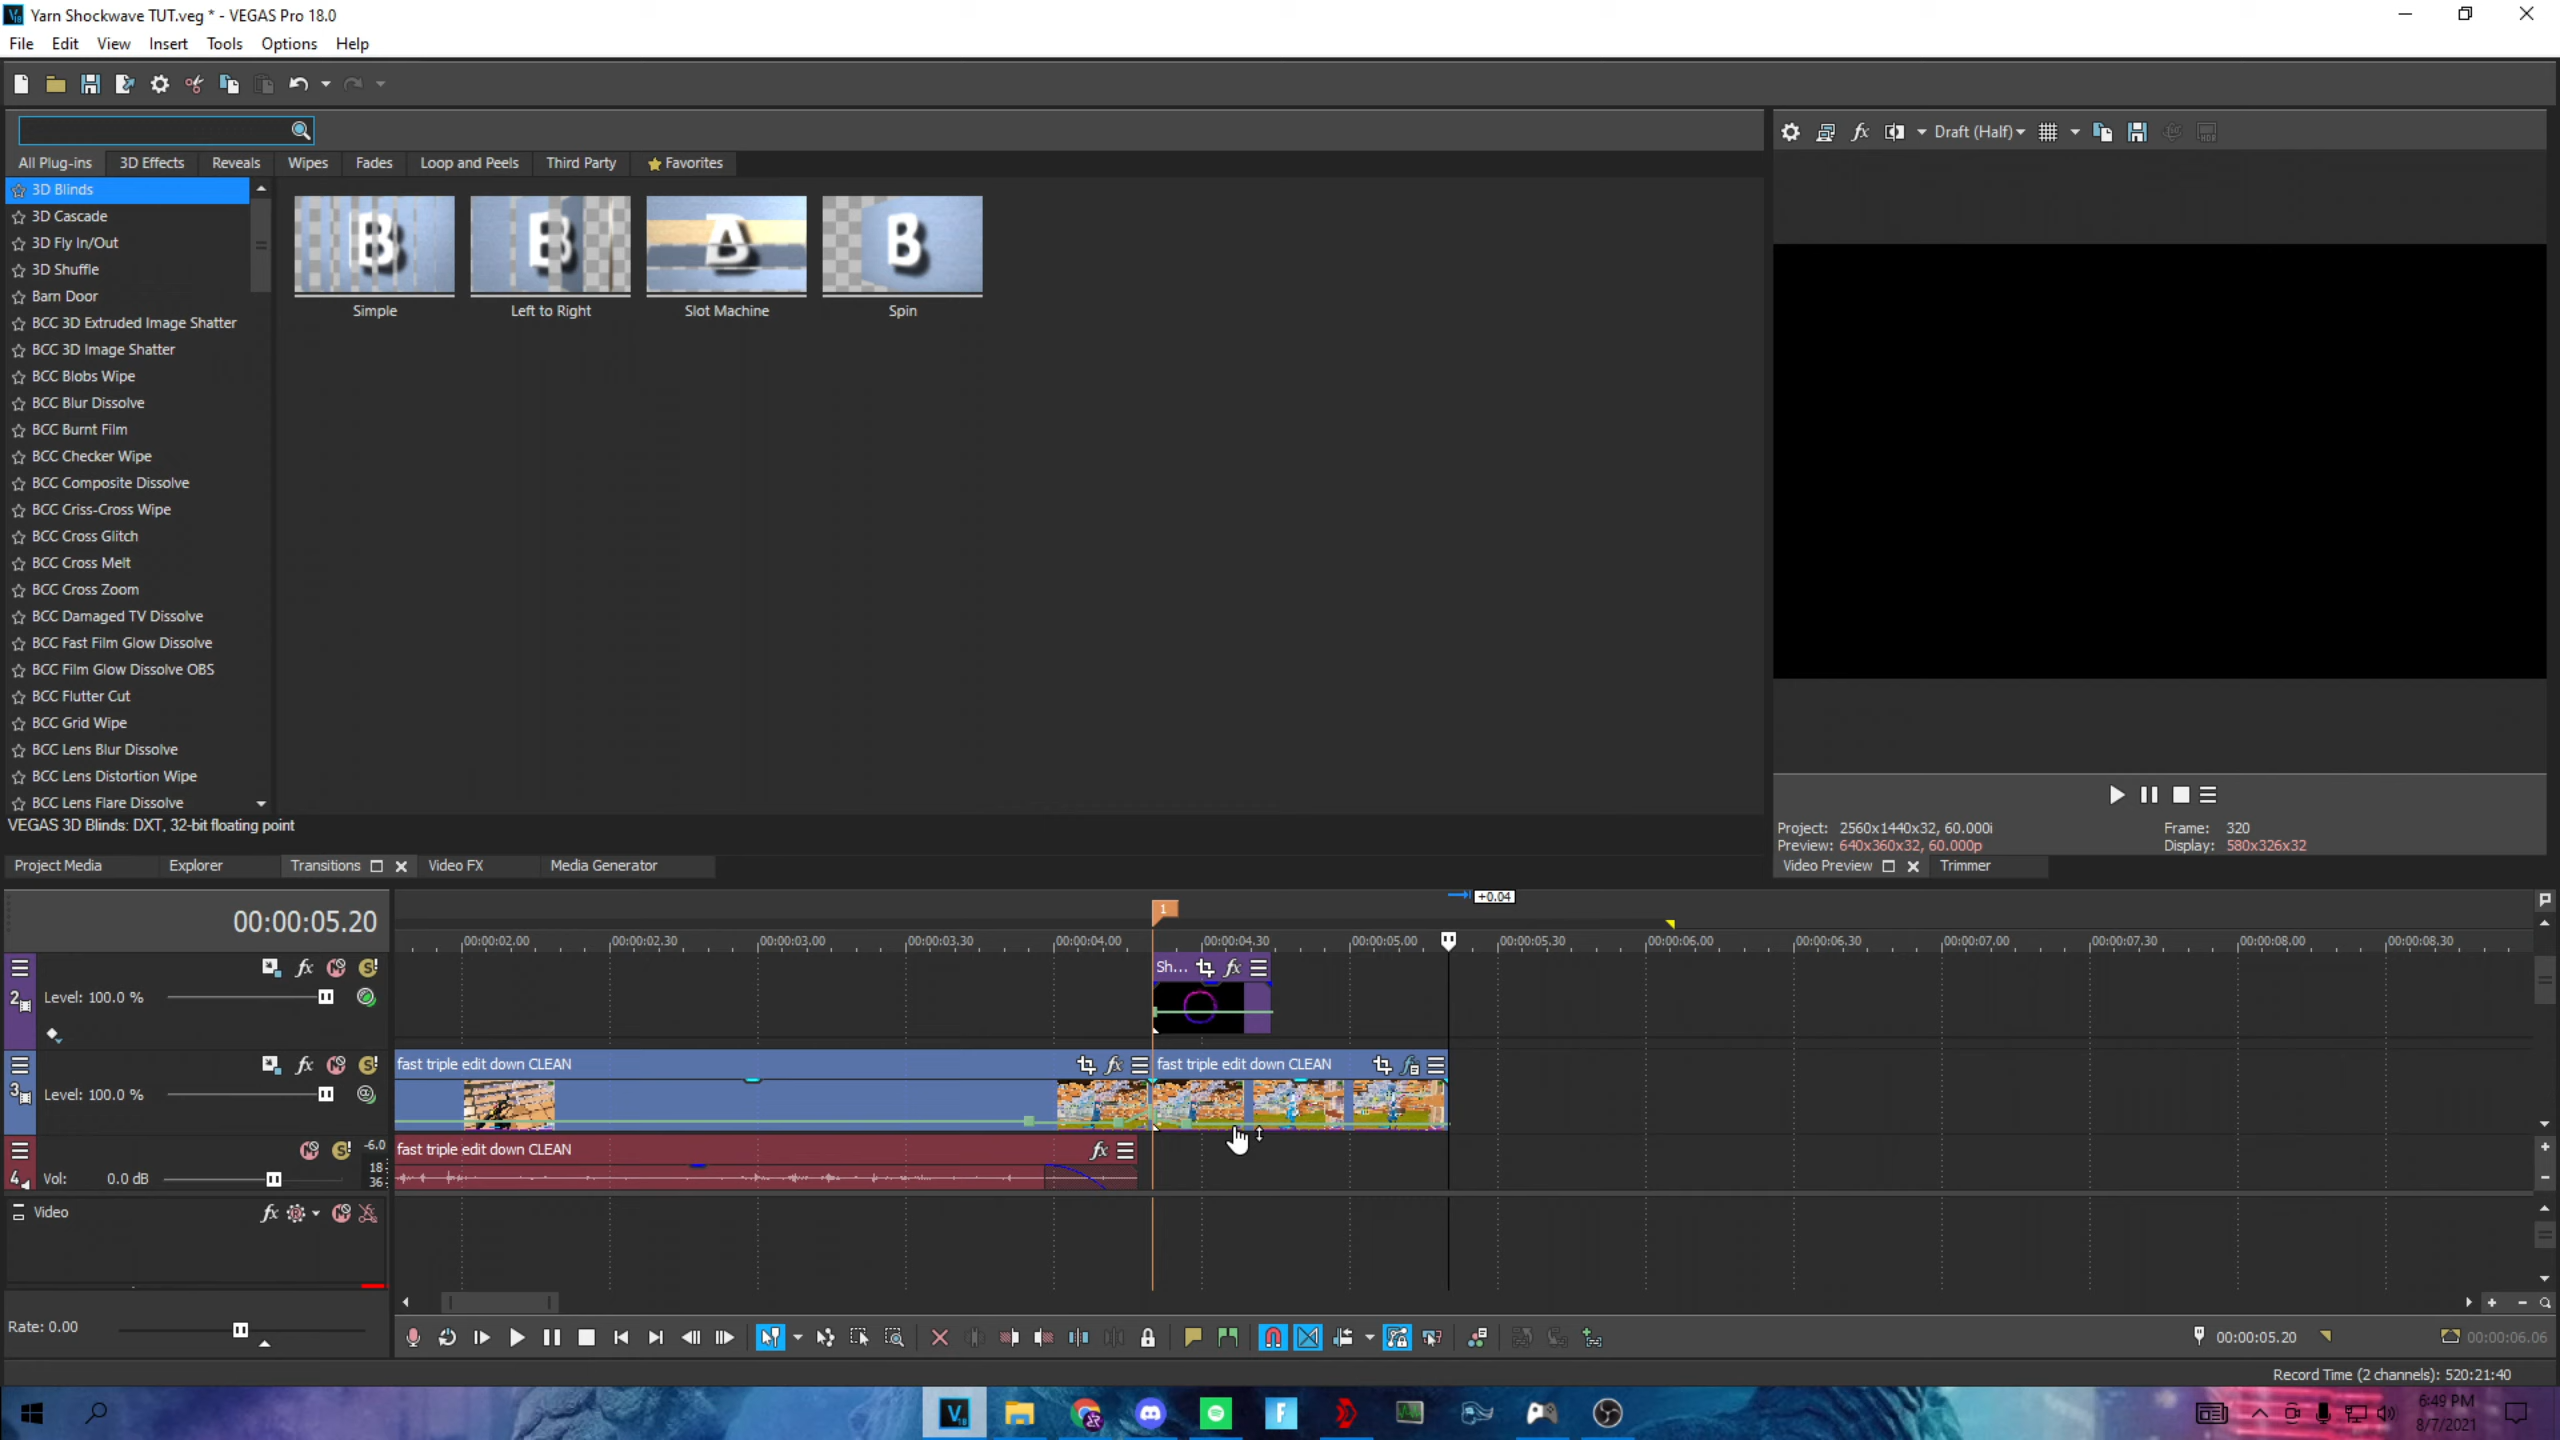 Yarn Shockwave TUT.veg * - VEGAS Pro 18.0
File Edit View Insert Tools Options Help
Draft (Half)
All Plug-ins 3D Effects Reveals Wipes Fades Loop and Peels Third Party Favorites
3D Blinds
3D Cascade
3D Fly In/Out
3D Shuffle
Barn Door
BCC 3D Extruded Image Shatter
BCC 3D Image Shatter
BCC Blobs Wipe
BCC Blur Dissolve
BCC Burnt Film
BCC Checker Wipe
BCC Composite Dissolve
BCC Criss-Cross Wipe
BCC Cross Glitch
BCC Cross Melt
BCC Cross Zoom
BCC Damaged TV Dissolve
BCC Fast Film Glow Dissolve
BCC Film Glow Dissolve OBS
BCC Flutter Cut
BCC Grid Wipe
BCC Lens Blur Dissolve
BCC Lens Distortion Wipe
BCC Lens Flare Dissolve
Simple Left to Right Slot Machine Spin
VEGAS 3D Blinds: DXT, 32-bit floating point
Project: 2560x1440x32, 60.000i Frame: 320
Preview: 640x360x32, 60.000p Display: 580x326x32
Project Media Explorer Transitions Video FX Media Generator
Video Preview Trimmer
+0.04
1
00:00:05.20
00:00:02.00 00:00:02.30 00:00:03.00 00:00:03.30 00:00:04.00 00:00:04.30 00:00:05.00 00:00:05.30 00:00:06.00 00:00:06.30 00:00:07.00 00:00:07.30 00:00:08.00 00:00:08.30
Sh...
2 Level: 100.0 %
fast triple edit down CLEAN fast triple edit down CLEAN
3 Level: 100.0 %
-6.0
fast triple edit down CLEAN
18
4 Vol: 0.0 dB
36
Video
Rate: 0.00
00:00:05.20 00:00:06.06
Record Time (2 channels): 520:21:40
6:49 PM
8/7/2021